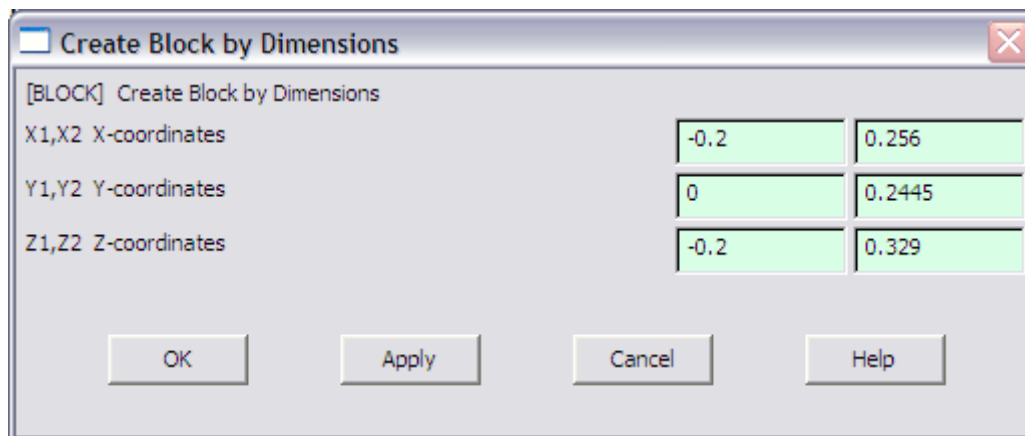 Create Block by Dimensions
[BLOCK] Create Block by Dimensions
X1,X2 X-coordinates -0.2 0.256
Y1,Y2 Y-coordinates 0 0.2445
Z1,Z2 Z-coordinates -0.2 0.329
OK Apply Cancel Help